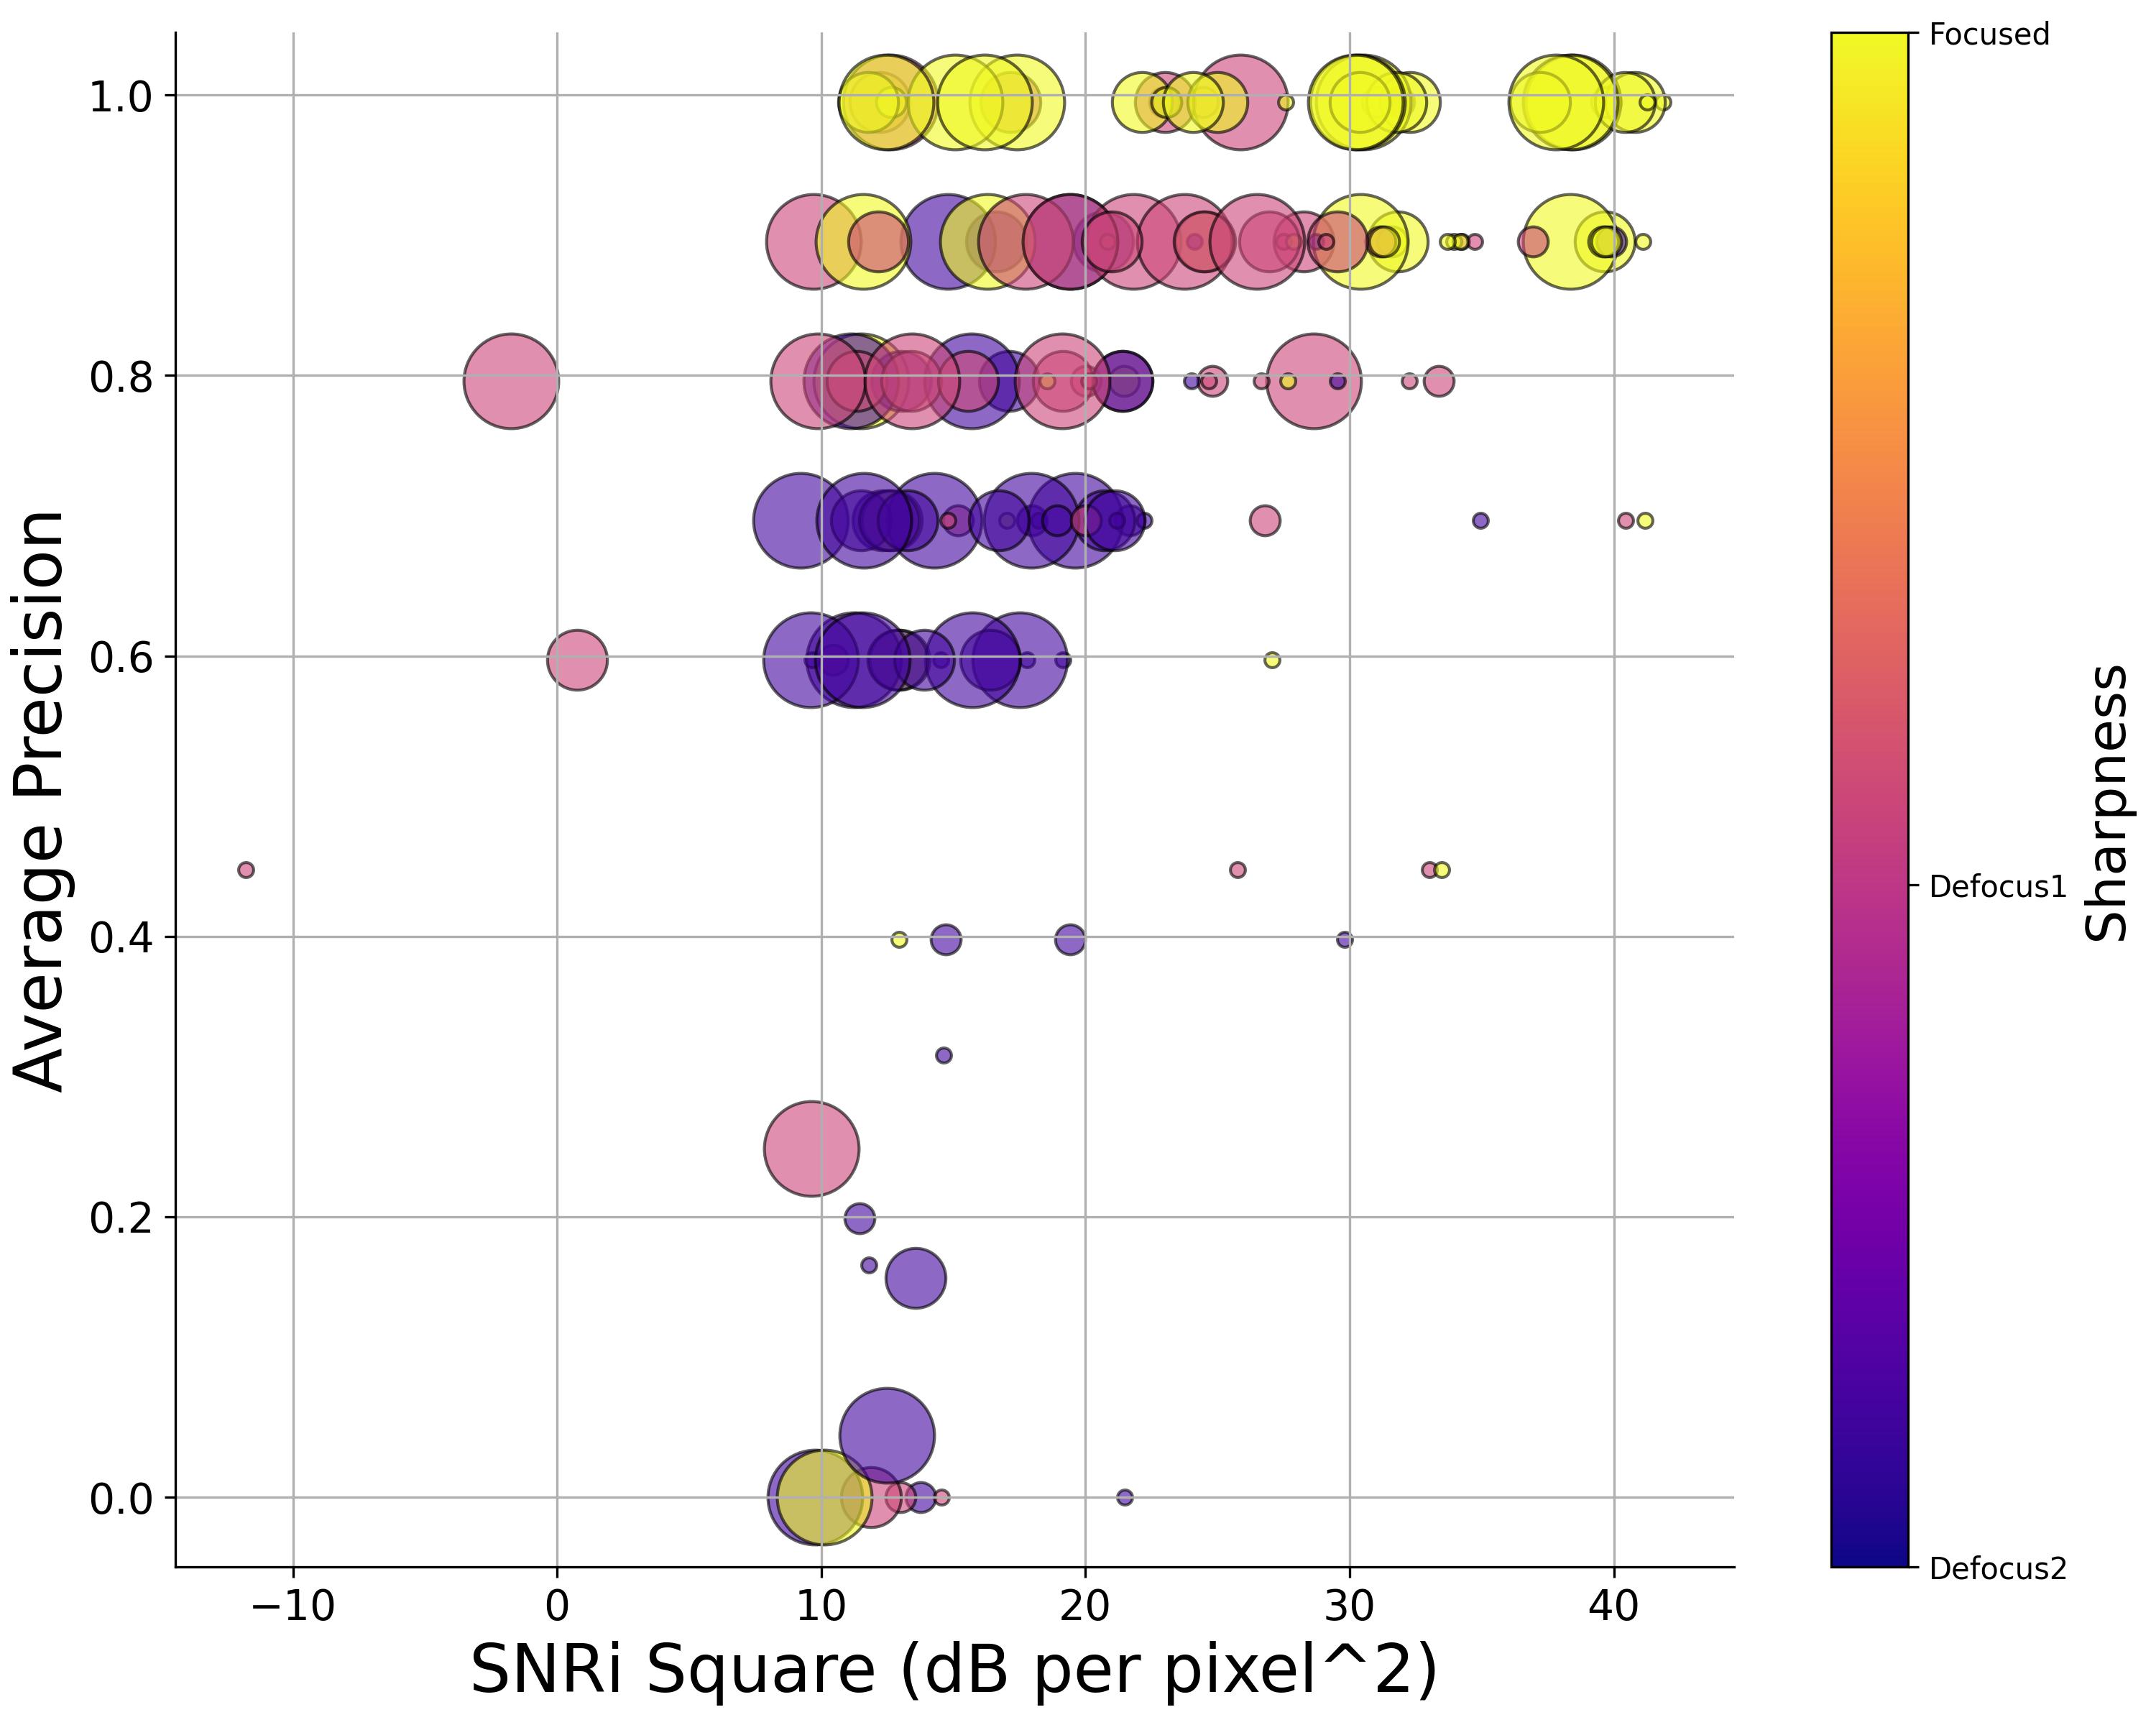 Average Precision
1.0
0.8
0.6
0.4
0.2
0.0
−10
0
10
20
30
40
SNRi Square (dB per pixel^2)
Focused
Defocus1
Defocus2
Sharpness